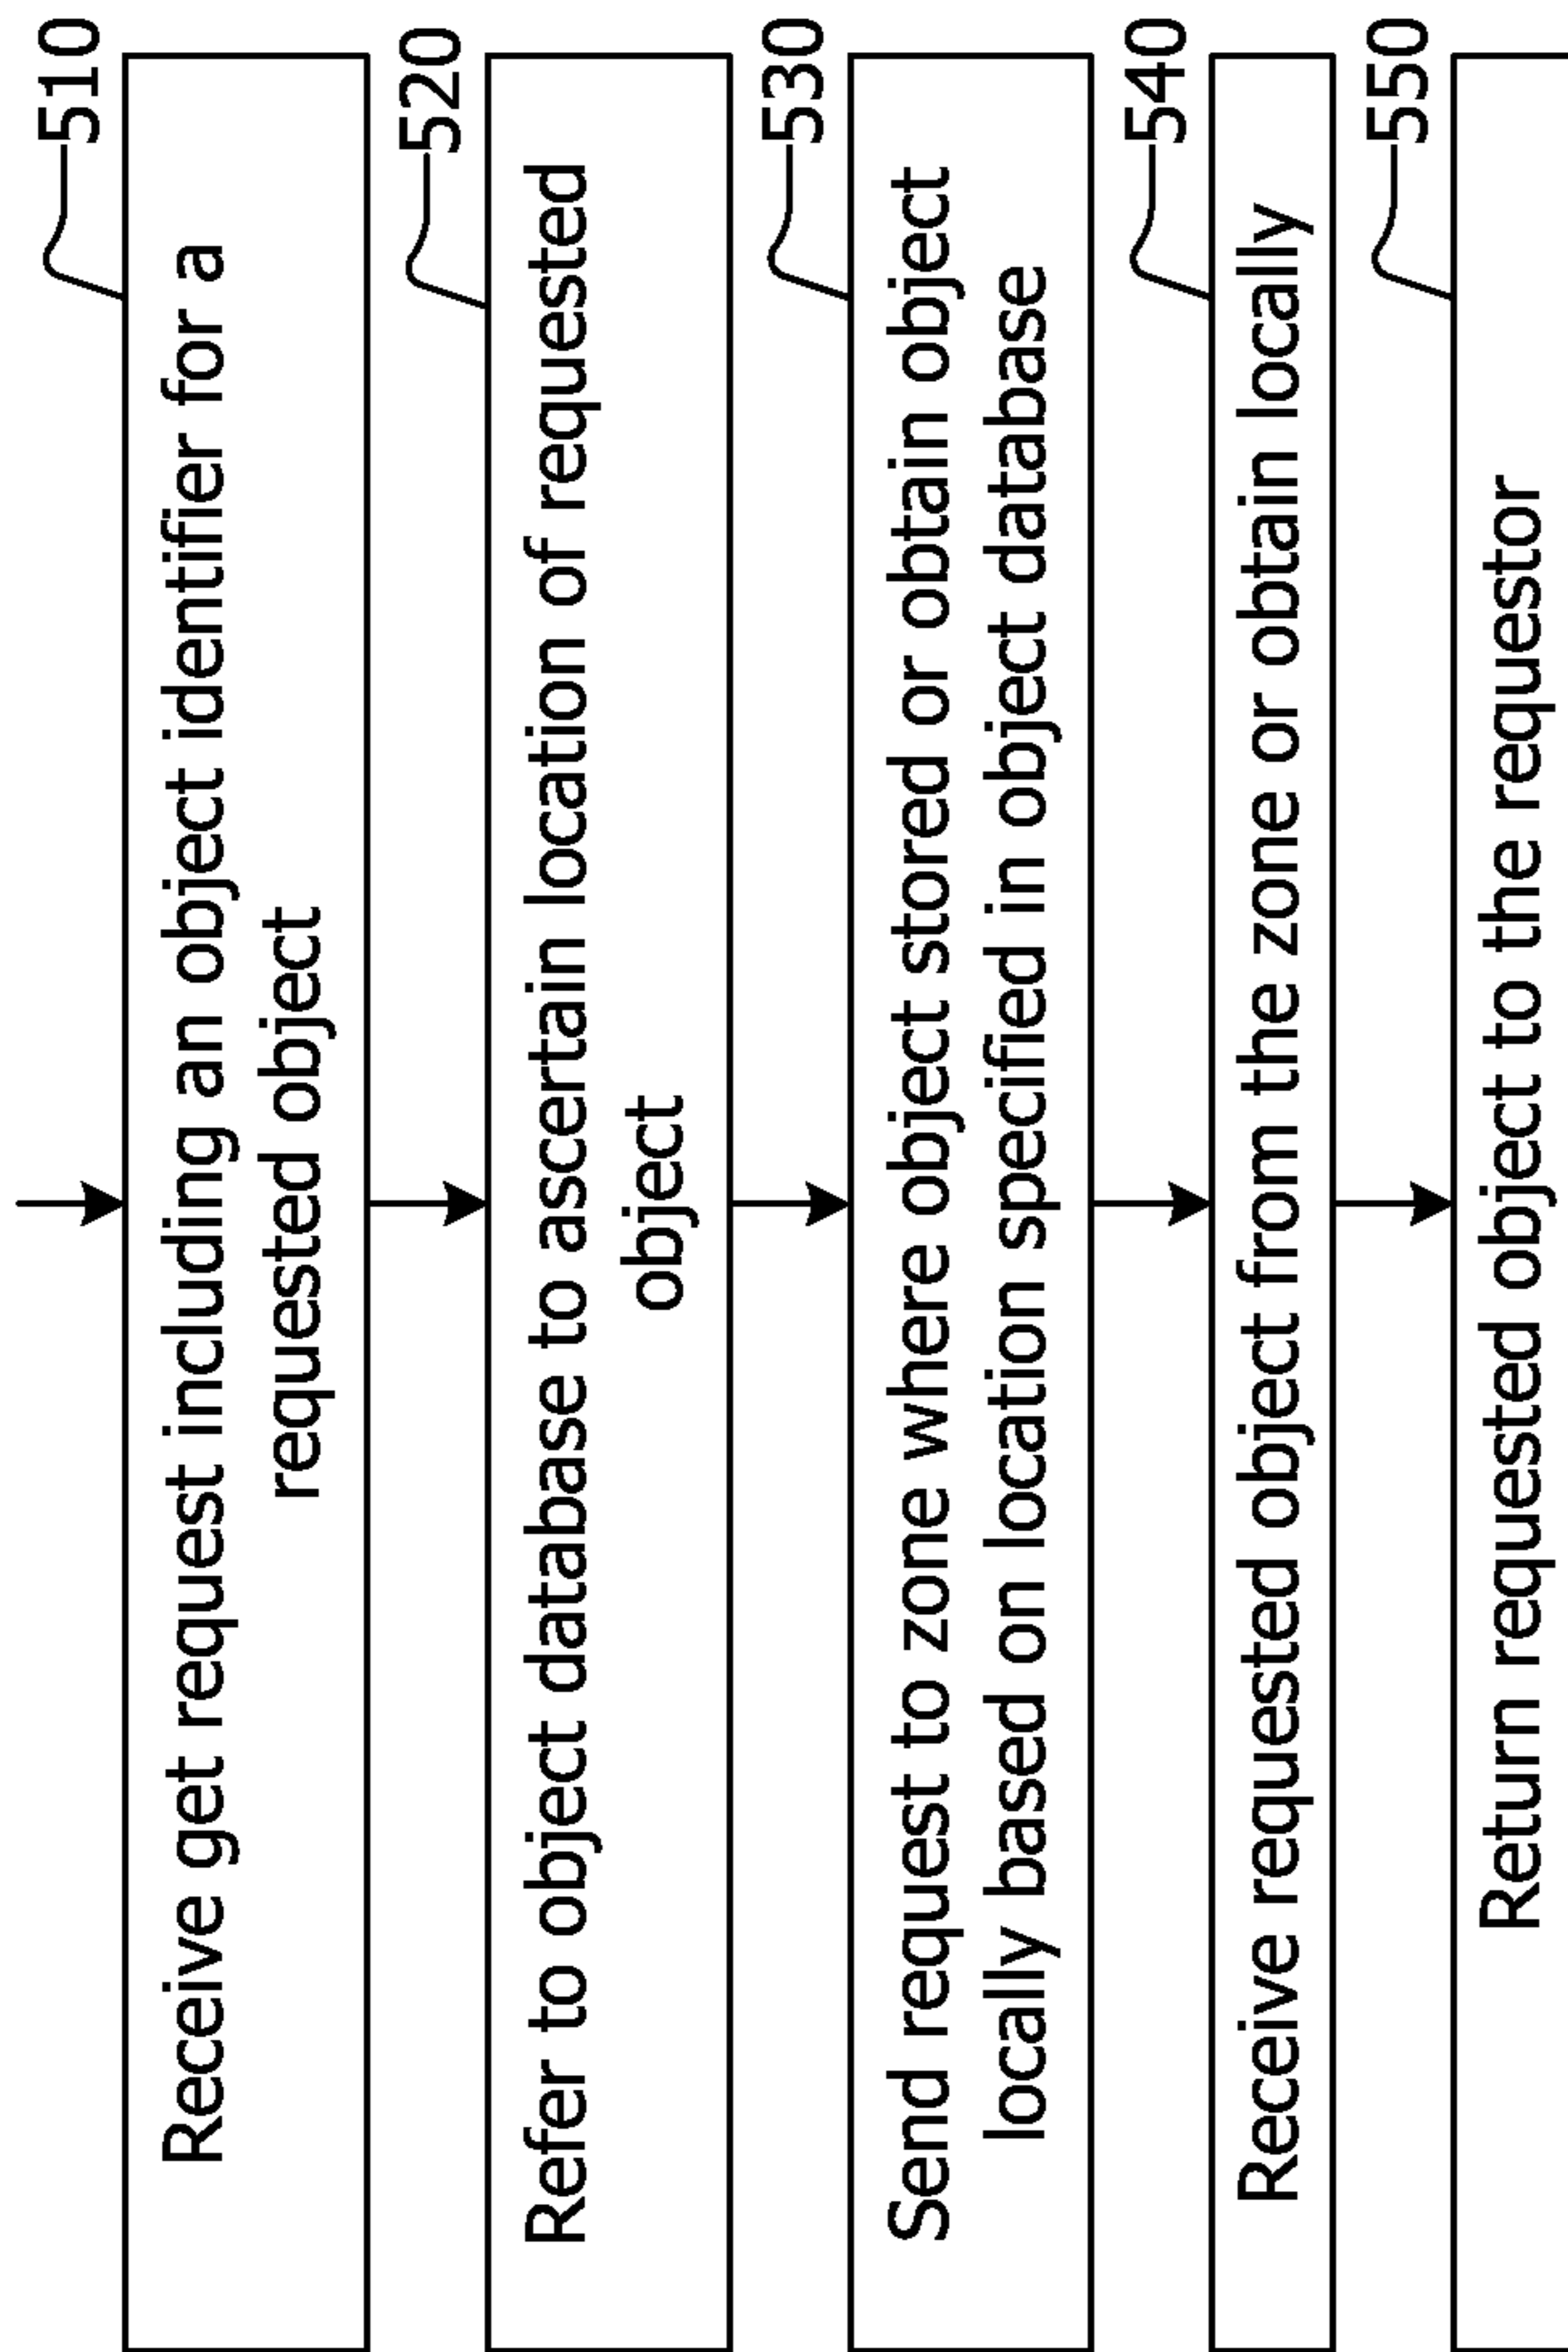 510
Receive get request including an object identifier for a
requested object
520
Refer to object database to ascertain location of requested
object
530
Send request to zone where object stored or obtain object
locally based on location specified in object database
540
Receive requested object from the zone or obtain locally
550
Return requested object to the requestor